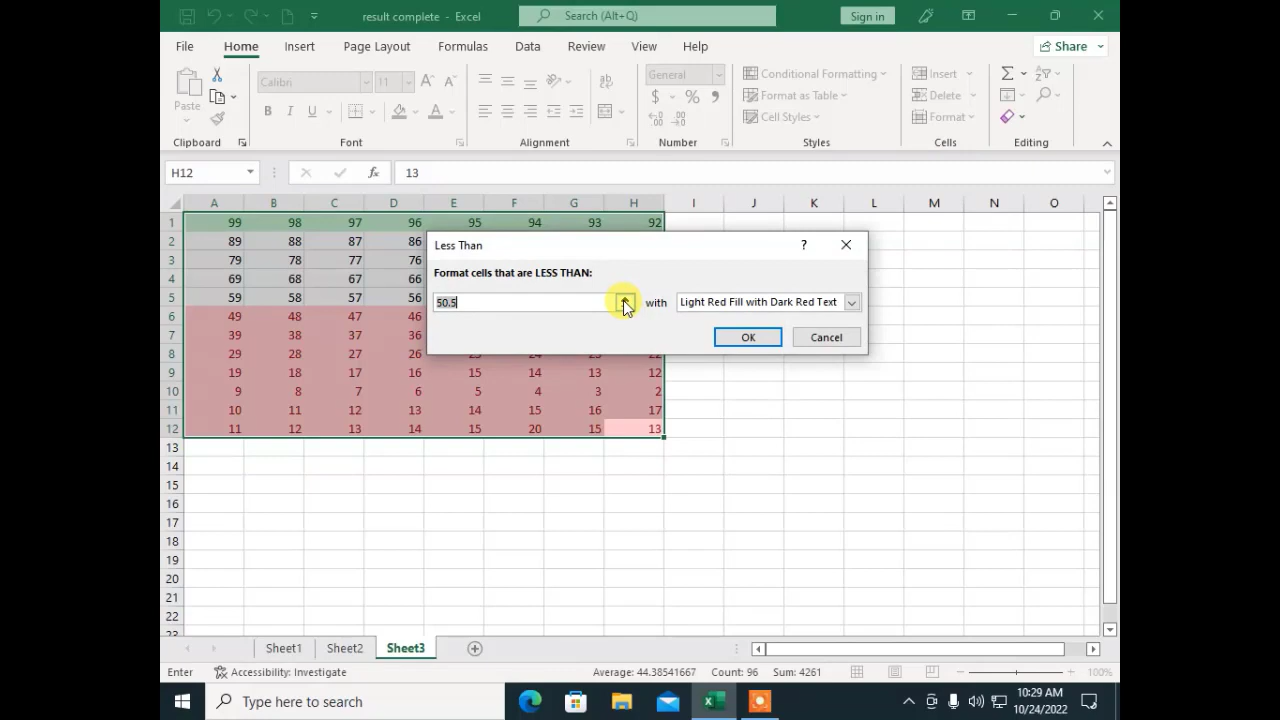 result complete - Excel
Search (Alt+Q)
Sign in
File Home Insert Page Layout Formulas Data Review View Help
Share
Paste
Calibri 11
B I U
General
$ %
Conditional Formatting
Format as Table
Cell Styles
Insert
Delete
Format
Clipboard Font Alignment Number Styles Cells Editing
H12 fx 13
A B C D E F G H I J K L M N O
1 99 98 97 96 95 94 93 92
2 89 88 87 86
3 79 78 77 76
4 69 68 67 66
5 59 58 57 56
6 49 48 47 46
7 39 38 37 36
8 29 28 27 26 25 24 23 22
9 19 18 17 16 15 14 13 12
10 9 8 7 6 5 4 3 2
11 10 11 12 13 14 15 16 17
12 11 12 13 14 15 20 15 13
13
14
15
16
17
18
19
20
21
22
23
Less Than
?
Format cells that are LESS THAN:
50.5 with Light Red Fill with Dark Red Text
OK Cancel
Sheet1 Sheet2 Sheet3
Enter Accessibility: Investigate Average: 44.38541667 Count: 96 Sum: 4261 100%
Type here to search
10:29 AM
10/24/2022